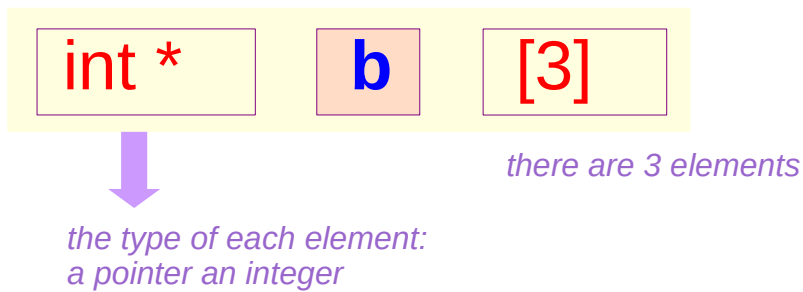 int * b [3]
there are 3 elements
the type of each element:
a pointer an integer